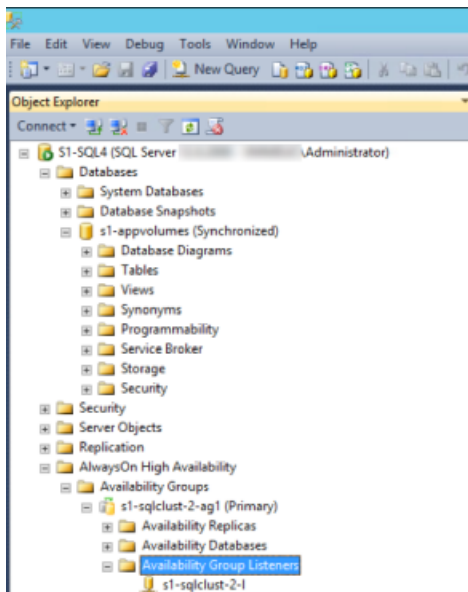 File Edit View Debug Tools Window Help
New Query
Object Explorer
Connect
S1-SQL4 (SQL Server \Administrator)
Databases
System Databases
Database Snapshots
s1-appvolumes (Synchronized)
Database Diagrams
Tables
Views
Synonyms
Programmability
Service Broker
Storage
Security
Security
Server Objects
Replication
AlwaysOn High Availability
Availability Groups
s1-sqlclust-2-ag1 (Primary)
Availability Replicas
Availability Databases
Availability Group Listeners
s1-sqlclust-2-l